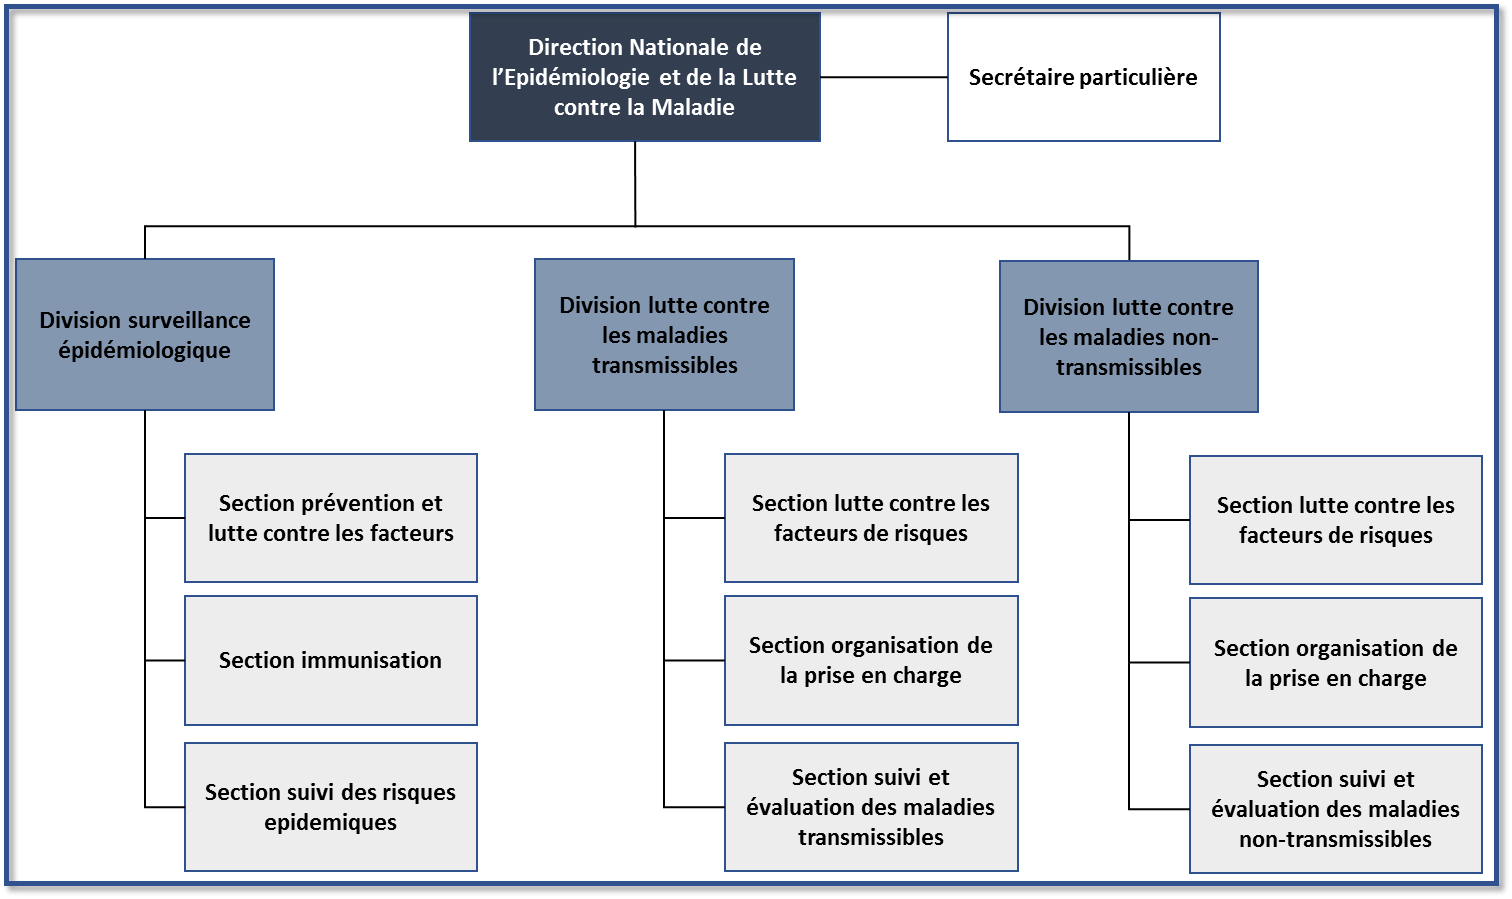 Direction Nationale de
l’Epidémiologie et de la Lutte
contre la Maladie
Secrétaire particulière
Division surveillance
épidémiologique
Division lutte contre
les maladies
transmissibles
Division lutte contre
les maladies non-
transmissibles
Section prévention et
lutte contre les facteurs
Section immunisation
Section suivi des risques
epidemiques
Section lutte contre les
facteurs de risques
Section organisation de
la prise en charge
Section suivi et
évaluation des maladies
transmissibles
Section lutte contre les
facteurs de risques
Section organisation de
la prise en charge
Section suivi et
évaluation des maladies
non-transmissibles